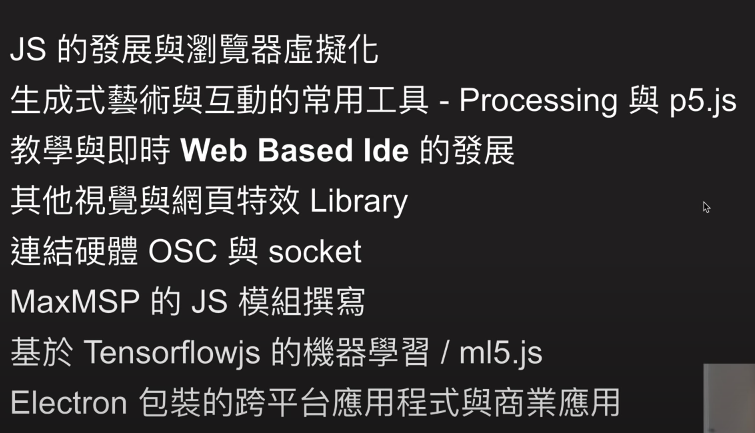 JS 的發展與瀏覽器虛擬化
生成式藝術與互動的常用工具 - Processing 與 p5.js
教學與即時 Web Based Ide 的發展
其他視覺與網頁特效 Library
連結硬體 OSC 與 socket
MaxMSP 的 JS 模組撰寫
基於 Tensorflowjs 的機器學習 / ml5.js
Electron 包裝的跨平台應用程式與商業應用